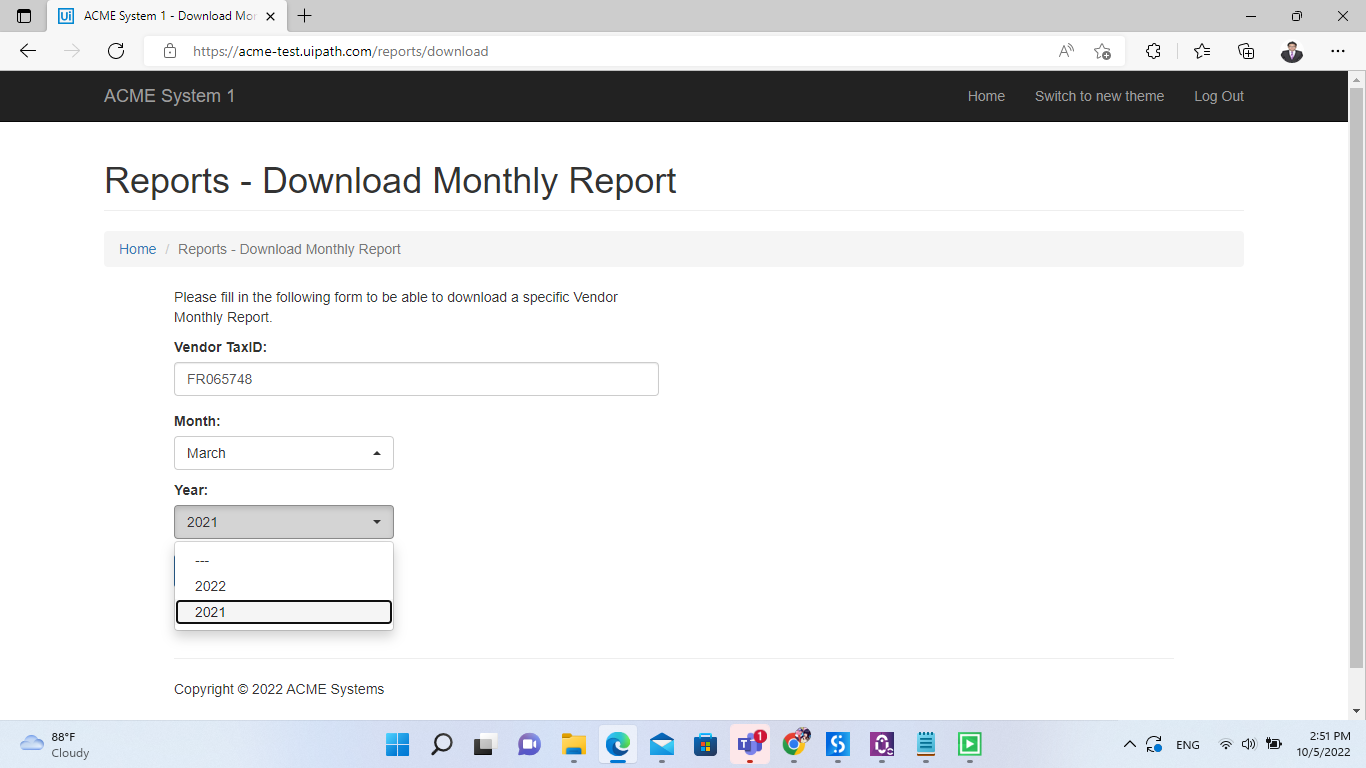 Ui ACME System 1 - Download Mon
https://acme-test.uipath.com/reports/download
ACME System 1
Home
Switch to new theme
Log Out
Reports - Download Monthly Report
Home / Reports - Download Monthly Report
Please fill in the following form to be able to download a specific Vendor
Monthly Report.
Vendor TaxID:
FR065748
Month:
March
Year:
2021
---
2022
2021
Copyright © 2022 ACME Systems
88°F
Cloudy
1
ENG
2:51 PM
10/5/2022